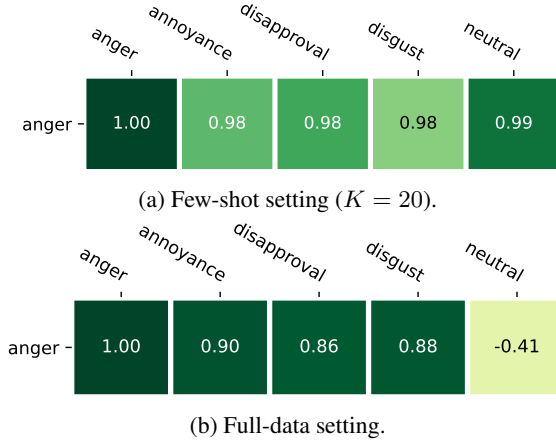 anger annoyance disapproval disgust neutral
anger 1.00 0.98 0.98 0.98 0.99
(a) Few-shot setting (K = 20).
anger annoyance disapproval disgust neutral
anger 1.00 0.90 0.86 0.88 -0.41
(b) Full-data setting.